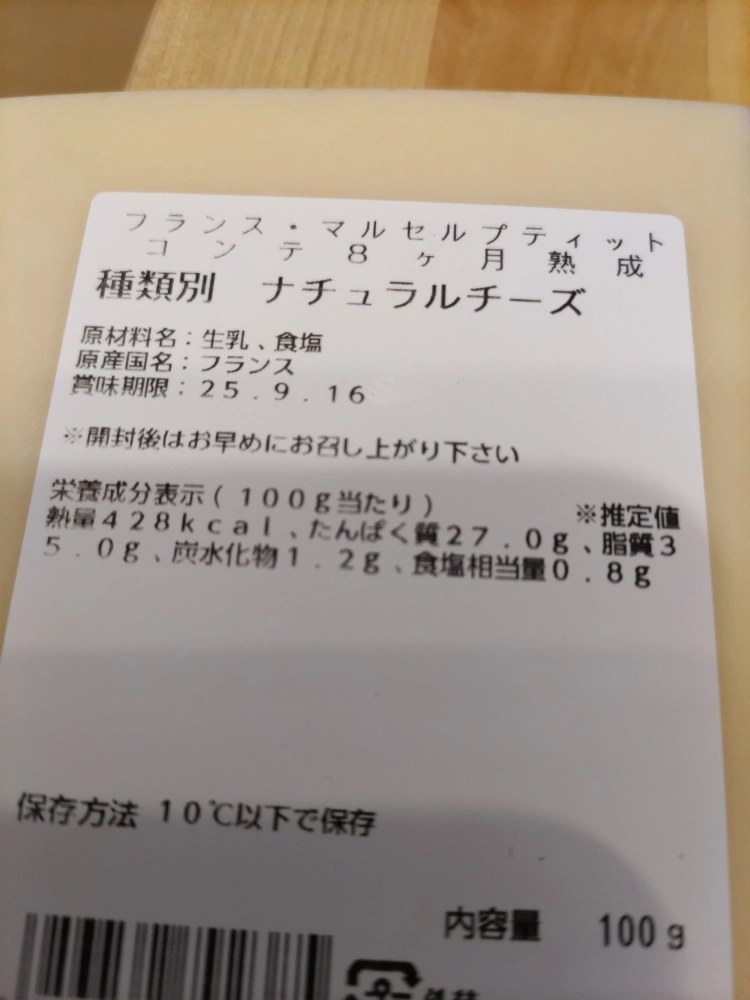 フランス・マルセルプティット
コンテ8ヶ月熟成
種類別 ナチュラルチーズ
原材料名：生乳、食塩
原産国名：フランス
賞味期限：25.9.16
※開封後はお早めにお召し上がり下さい
栄養成分表示(100g当たり) ※推定値
熱量428kcal、たんぱく質27.0g、脂質3
5.0g、炭水化物1.2g、食塩相当量0.8g
保存方法 10℃以下で保存
内容量 100g